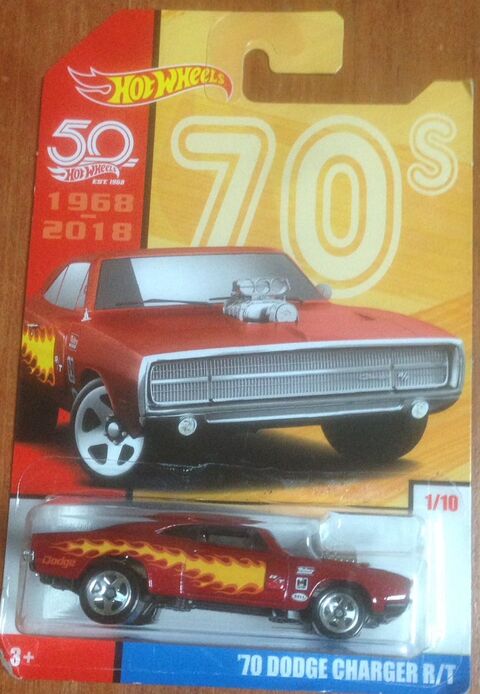 HOT WHEELS
70s
50
HOT WHEELS
EST. 1968
1968
2018
1/10
Dodge
R/T
3+
'70 DODGE CHARGER R/T